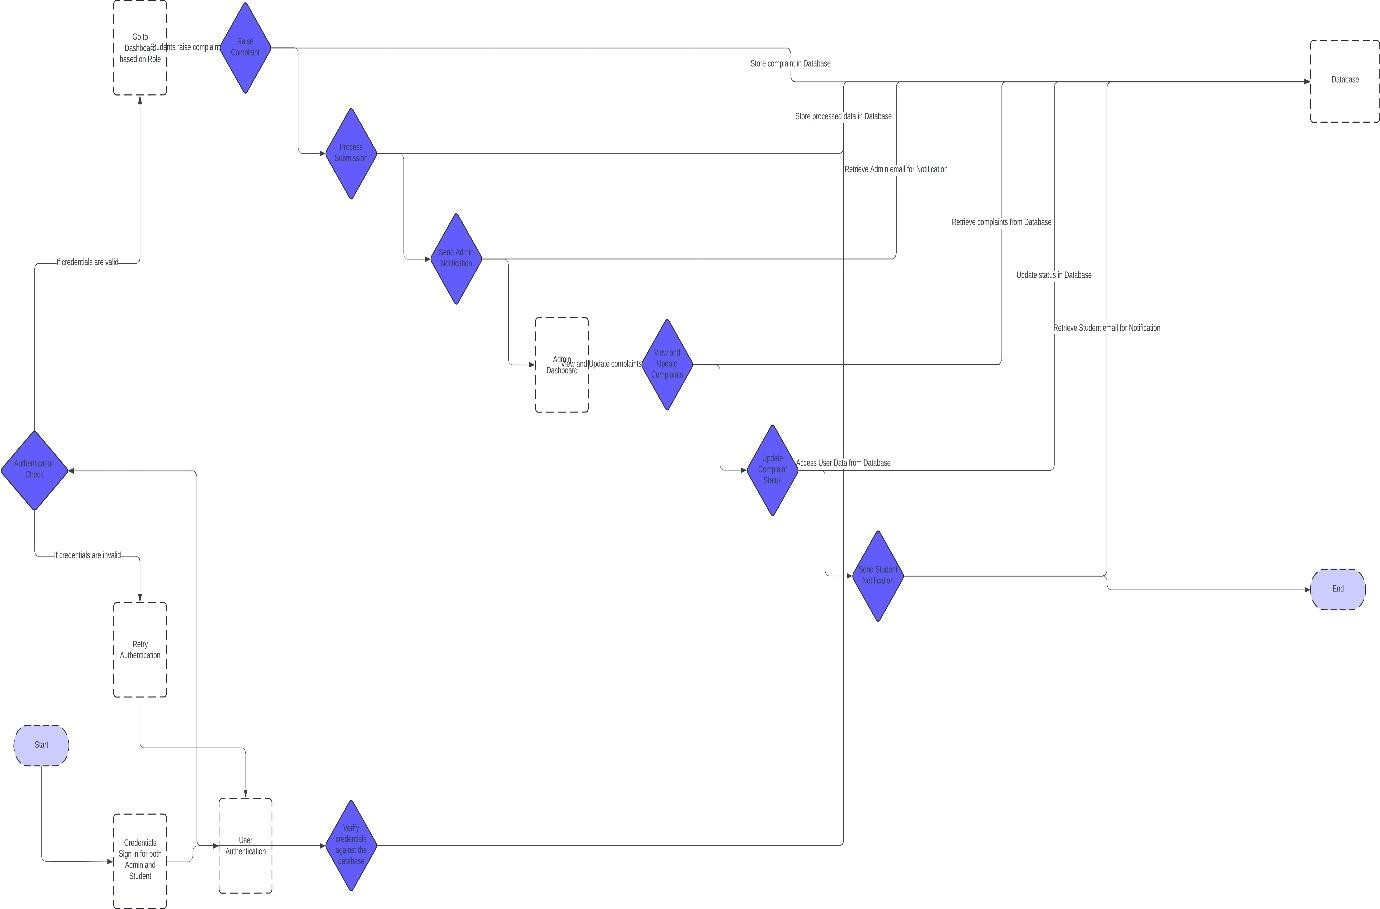 Go to
Dashboard
based on Role
Students raise complaint
Raise
Complaint
Store complaint in Database
Database
Store processed data in Database
Process
Submission
Retrieve Admin email for Notification
Retrieve complaints from Database
Send Admin
Notification
If credentials are valid
Update status in Database
Retrieve Student email for Notification
Admin
Dashboard
View and Update complaints
View and
Update
Complaints
Authentication
Check
Update
Complaint
Status
Access User Data from Database
If credentials are invalid
Send Student
Notification
End
Retry
Authentication
Start
Credentials
Sign in for both
Admin and
Student
User
Authentication
Verify
credentials
against the
database